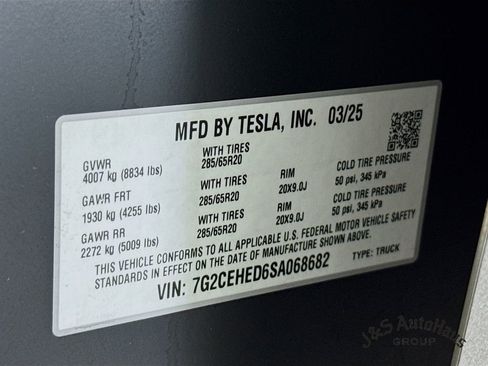 MFD BY TESLA, INC. 03/25
GVWR WITH TIRES
4007 kg (8834 lbs) 285/65R20
GAWR FRT WITH TIRES RIM COLD TIRE PRESSURE
1930 kg (4255 lbs) 285/65R20 20X9.0J 50 psi, 345 kPa
GAWR RR WITH TIRES RIM COLD TIRE PRESSURE
2272 kg (5009 lbs) 285/65R20 20X9.0J 50 psi, 345 kPa
THIS VEHICLE CONFORMS TO ALL APPLICABLE U.S. FEDERAL MOTOR VEHICLE SAFETY
STANDARDS IN EFFECT ON THE DATE OF MANUFACTURE SHOWN ABOVE.
VIN: 7G2CEHED6SA068682 TYPE: TRUCK
J&S AutoHaus
GROUP